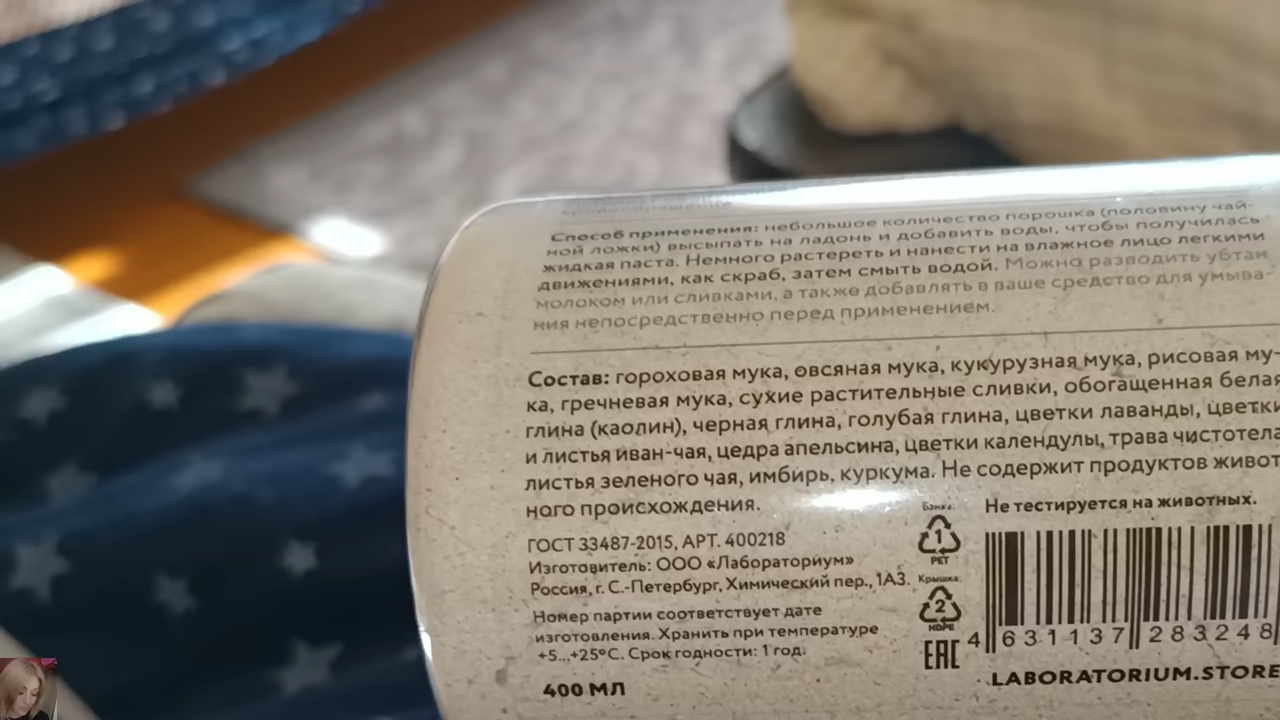 Способ применения: небольшое количество порошка (половину чай-
ной ложки) высыпать на ладонь и добавить воды, чтобы получилась
жидкая паста. Немного растереть и нанести на влажное лицо легкими
движениями, как скраб, затем смыть водой. Можно разводить убтан
молоком или сливками, а также добавлять в ваше средство для умыва-
ния непосредственно перед применением.
Состав: гороховая мука, овсяная мука, кукурузная мука, рисовая му-
ка, гречневая мука, сухие растительные сливки, обогащенная белая
глина (каолин), черная глина, голубая глина, цветки лаванды, цветки
и листья иван-чая, цедра апельсина, цветки календулы, трава чистотела
листья зеленого чая, имбирь, куркума. Не содержит продуктов живот
ного происхождения.
Не тестируется на животных.
ГОСТ 33487-2015, АРТ. 400218
Изготовитель: ООО «Лабораториум»
Россия, г. С.-Петербург, Химический пер., 1АЗ.
Номер партии соответствует дате
изготовления. Хранить при температуре
+5...+25°C. Срок годности: 1 год.
400 МЛ
Банка:
1
PET
Крышка:
2
HDPE
EAC
4 631137 283248
LABORATORIUM.STORE